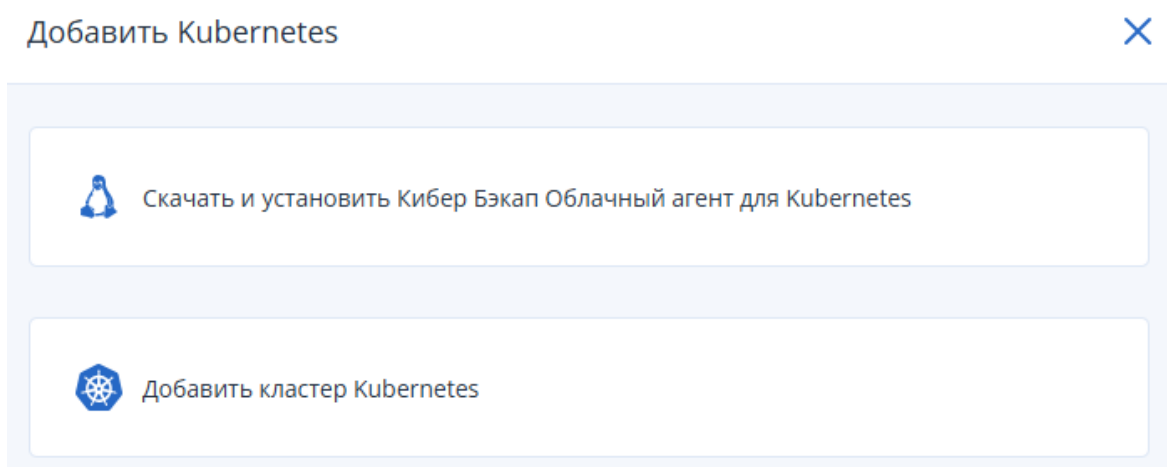 Добавить Kubernetes
Скачать и установить Кибер Бэкап Облачный агент для Kubernetes
Добавить кластер Kubernetes